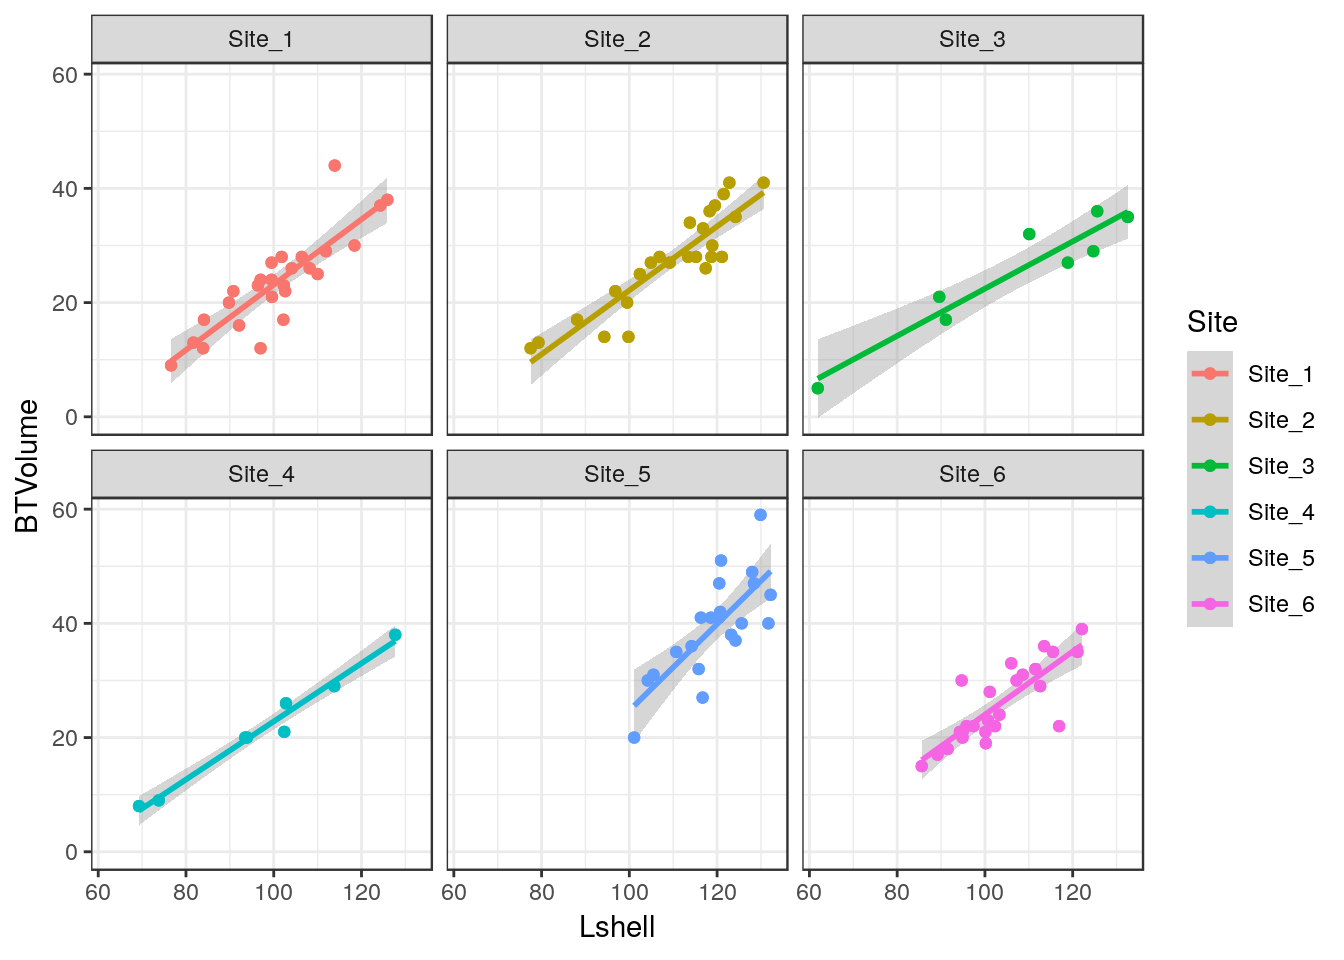 Site_1 Site_2 Site_3
60
40
20
0
Site_4 Site_5 Site_6
60
40
20
0
60 80 100 120 60 80 100 120 60 80 100 120
Lshell
BTVolume
Site
Site_1
Site_2
Site_3
Site_4
Site_5
Site_6